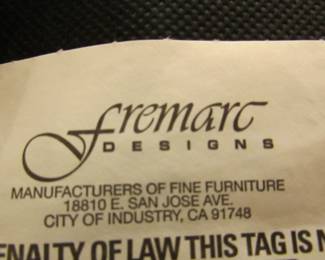 Fremarc
DESIGNS
MANUFACTURERS OF FINE FURNITURE
18810 E. SAN JOSE AVE.
CITY OF INDUSTRY, CA 91748
ENALTY OF LAW THIS TAG IS N